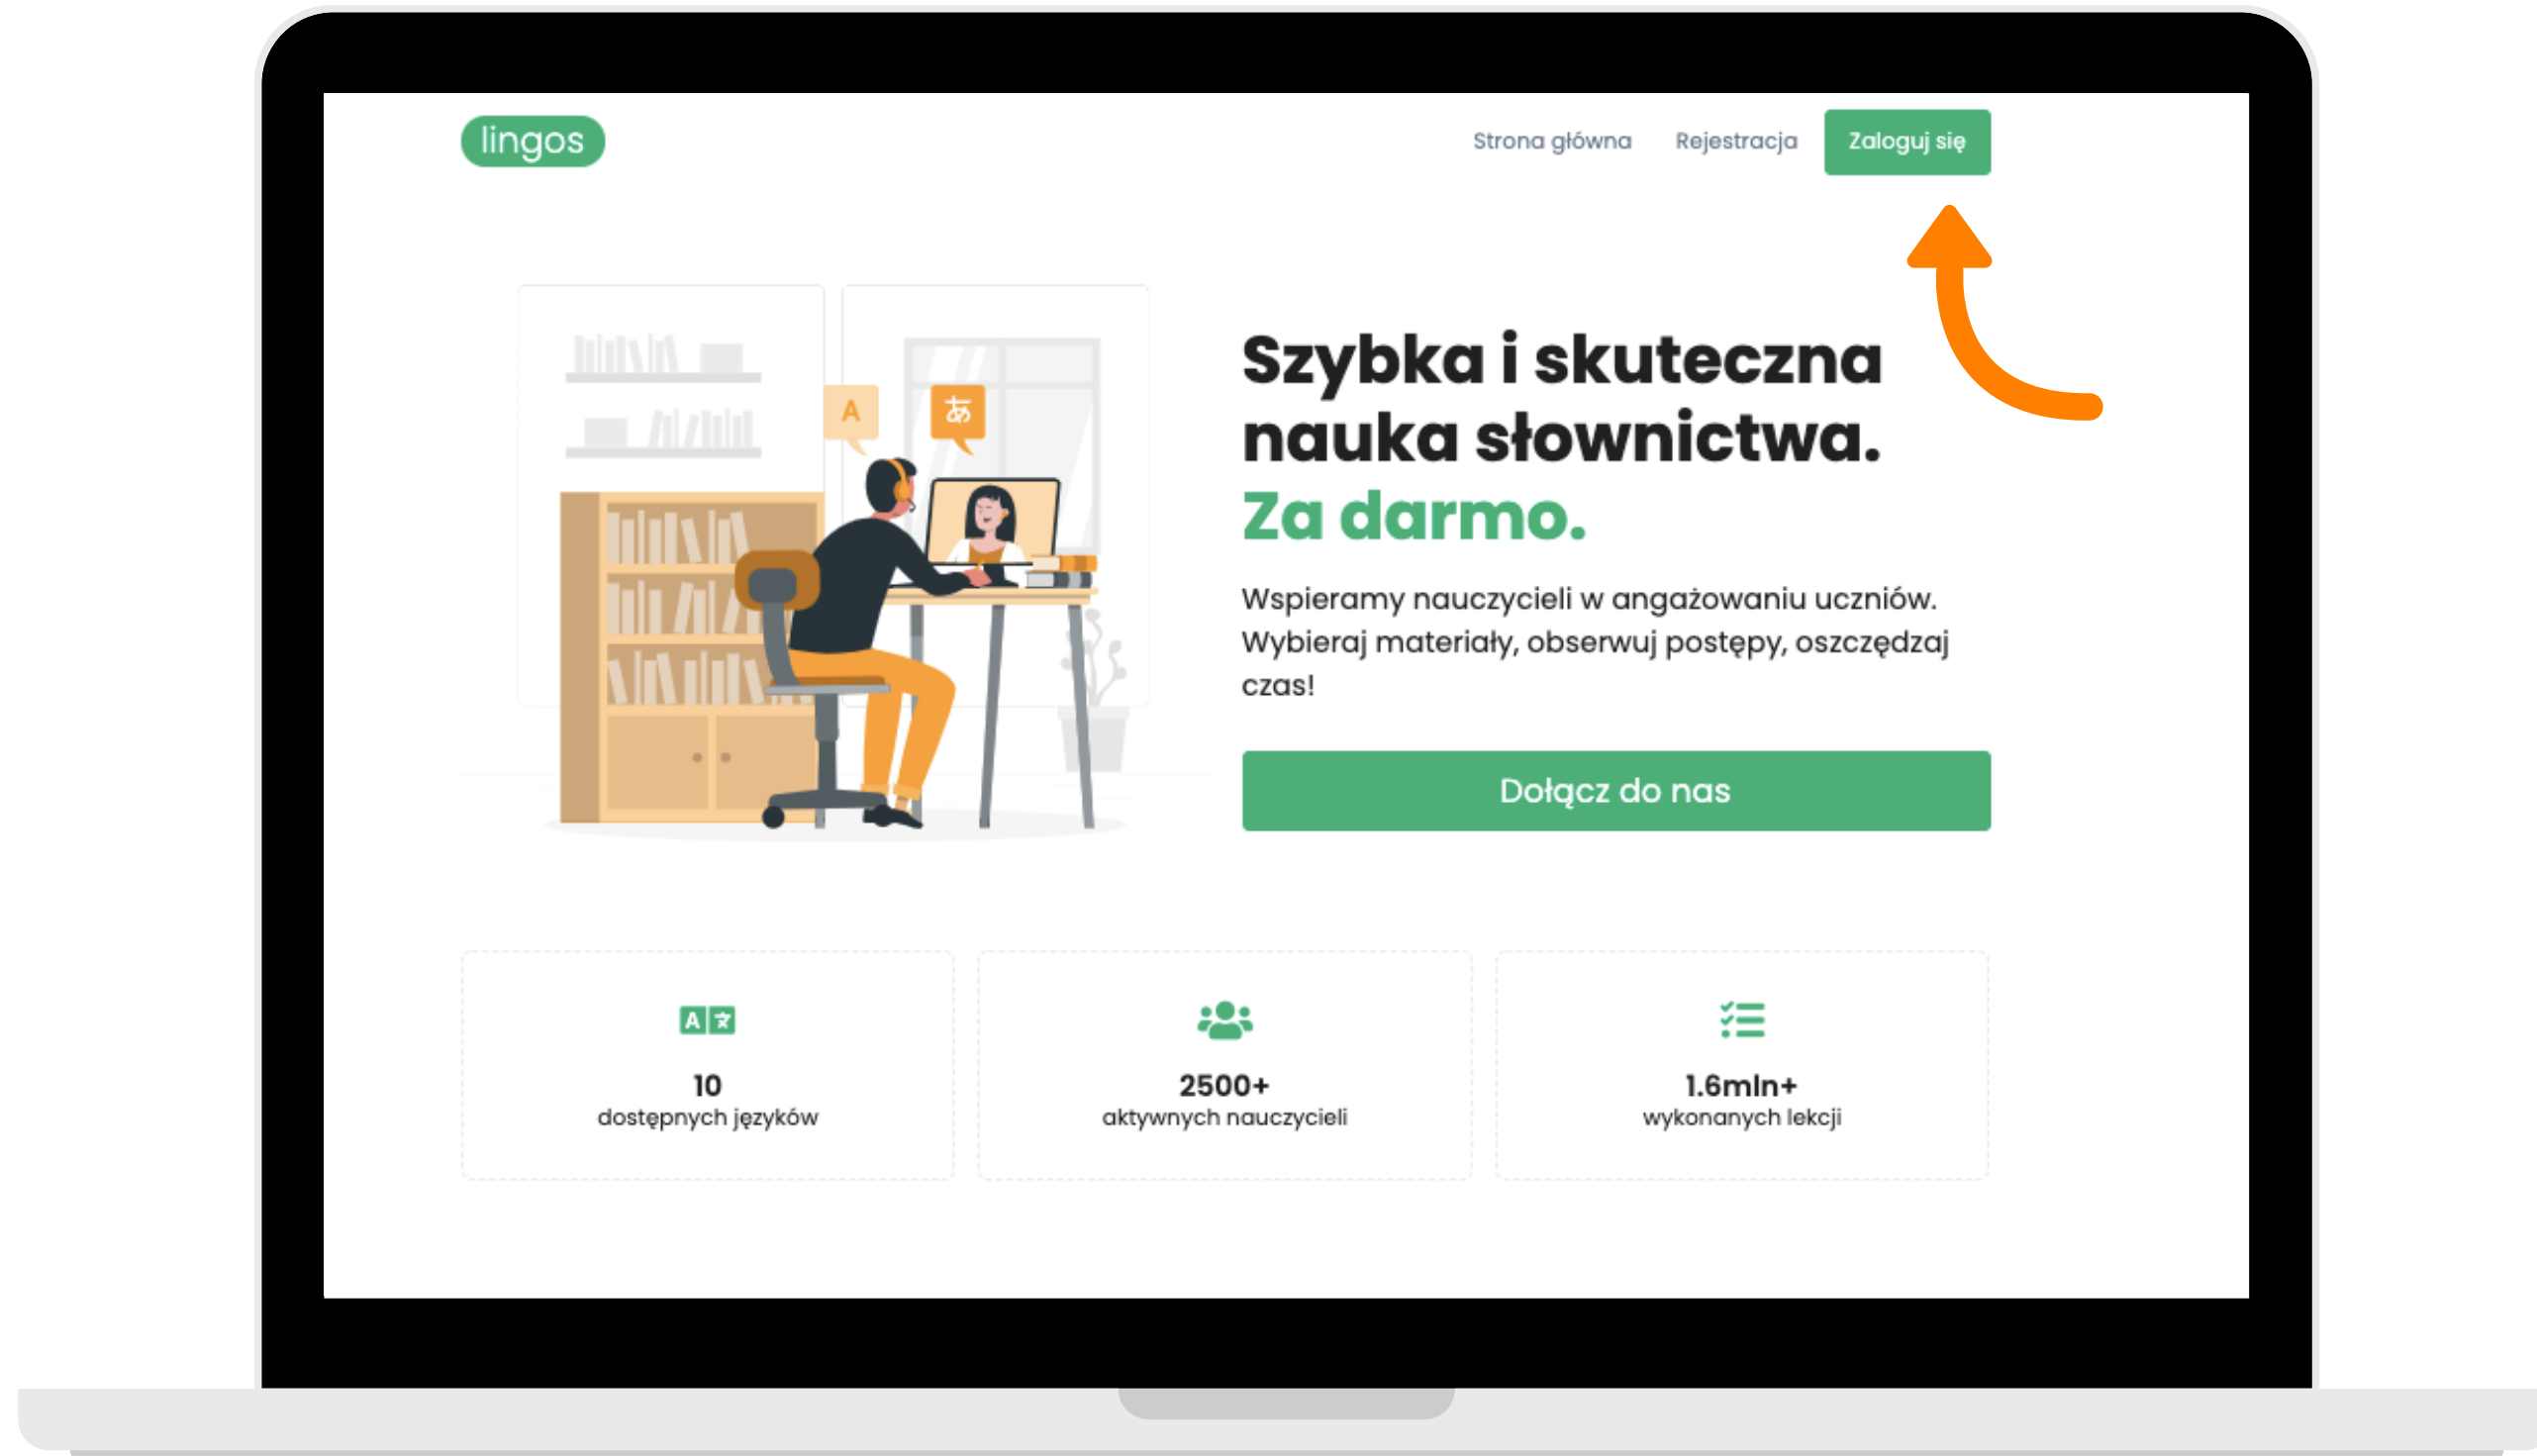 lingos
Strona główna
Rejestracja
Zaloguj się
A
あ
Szybka i skuteczna
nauka słownictwa.
Za darmo.
Wspieramy nauczycieli w angażowaniu uczniów.
Wybieraj materiały, obserwuj postępy, oszczędzaj
czas!
Dołącz do nas
A
10
dostępnych języków
2500+
aktywnych nauczycieli
1.6mln+
wykonanych lekcji